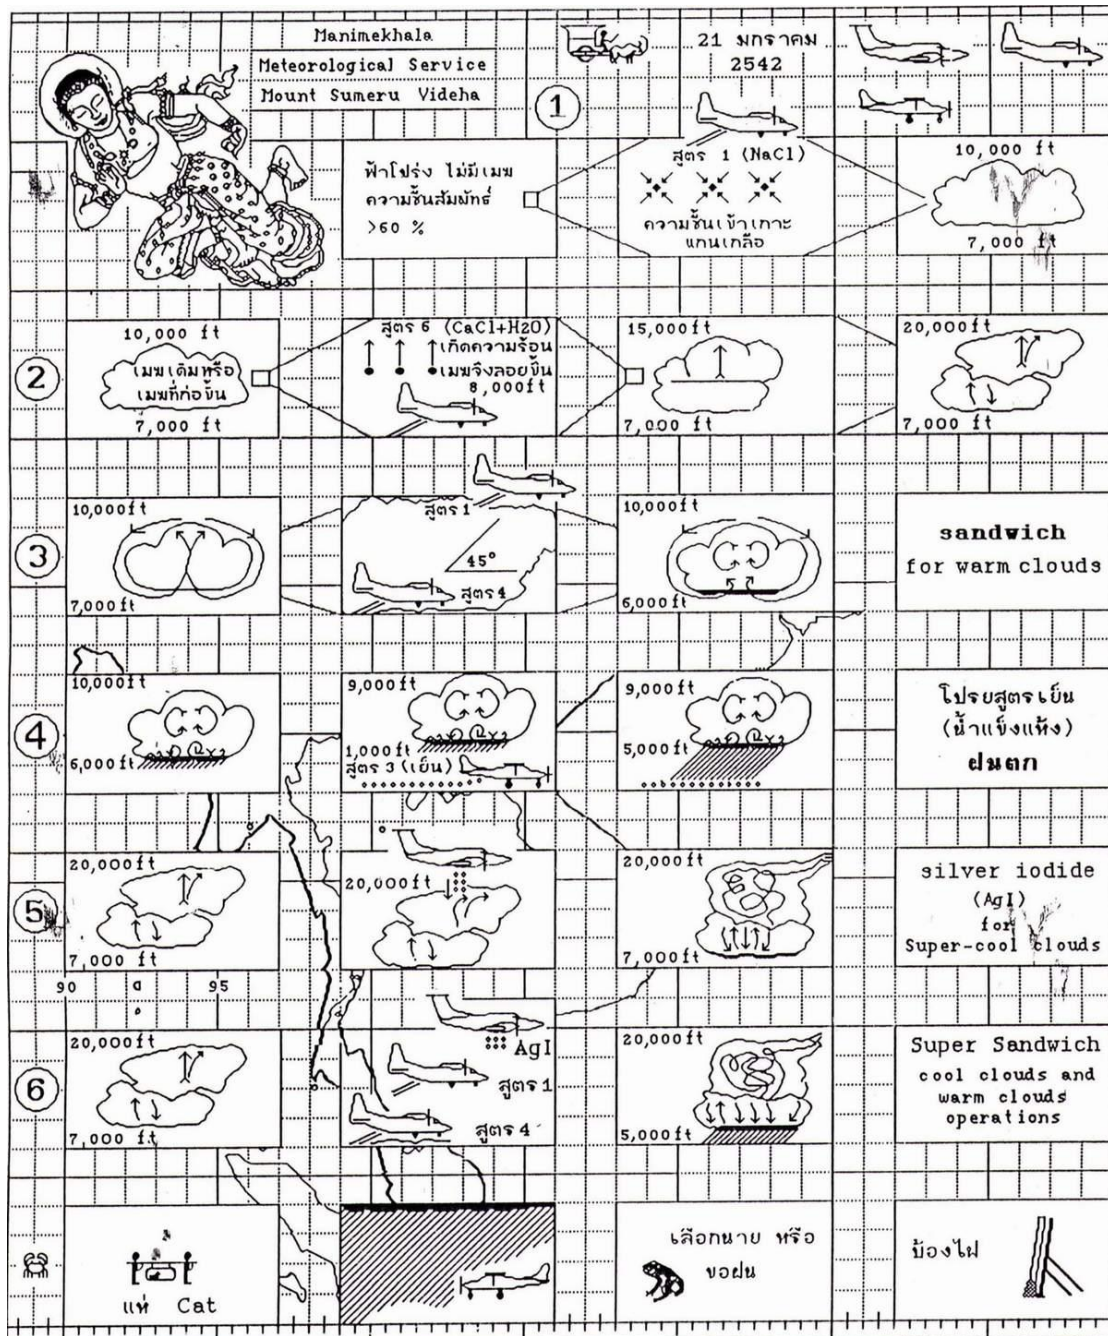 Manimekhala
Meteorological Service
Mount Sumeru Videha
1
21 มกราคม
2542
ฟ้าโปร่ง ไม่มีเมฆ
ความชื้นสัมพัทธ์
>60 %
สูตร 1 (NaCl)
ความชื้นเข้าเกาะ
แกนเกลือ
10,000 ft
7,000 ft
2
10,000 ft
เมฆเดิมหรือ
เมฆที่ก่อขึ้น
7,000 ft
สูตร 6 (CaCl+H2O)
เกิดความร้อน
เมฆจึงลอยขึ้น
8,000ft
15,000ft
7,000 ft
20,000ft
7,000 ft
3
10,000ft
7,000ft
สูตร1
45°
สูตร4
10,000ft
6,000ft
sandwich
for warm clouds
4
10,000ft
6,000ft
9,000ft
1,000ft
สูตร3(เย็น)
9,000ft
5,000ft
โปรยสูตรเย็น
(น้ำแข็งแห้ง)
ฝนตก
5
20,000ft
7,000 ft
20,000ft
7,000 ft
20,000ft
7,000ft
silver iodide
(AgI)
for
Super-cool clouds
90
95
6
20,000ft
7,000 ft
AgI
สูตร1
สูตร 4
20,000ft
5,000ft
Super Sandwich
cool clouds and
warm clouds
operations
แห่ Cat
เลือกนาย หรือ
ขอฝน
บ้องไฟ